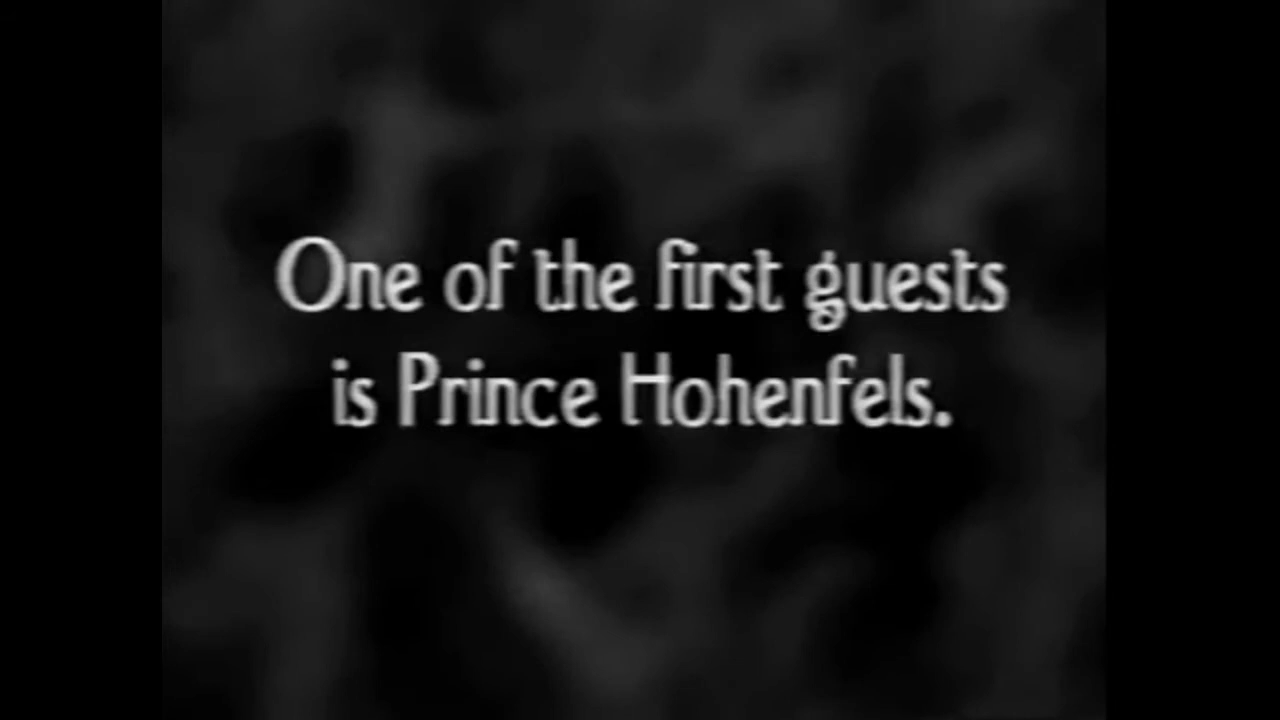 One of the first guests
is Prince Hohenfels.